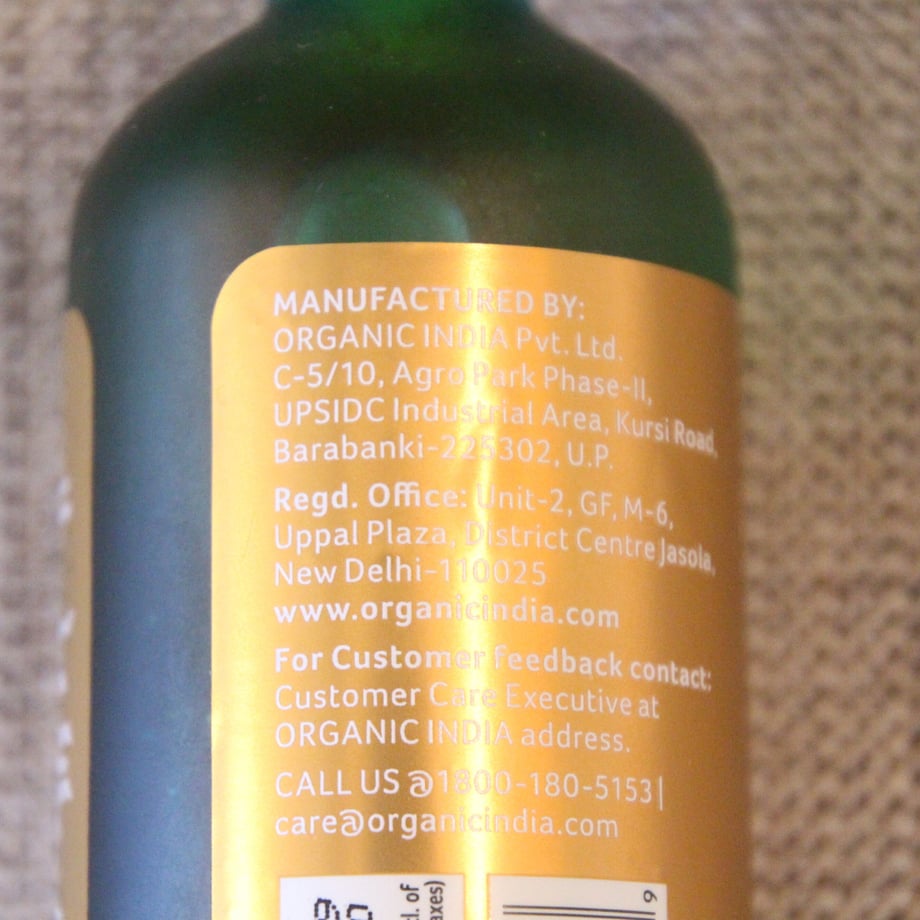 MANUFACTURED BY:
ORGANIC INDIA Pvt. Ltd.
C-5/10, Agro Park Phase-II,
UPSIDC Industrial Area, Kursi Road,
Barabanki-225302, U.P.
Regd. Office: Unit-2, GF, M-6,
Uppal Plaza, District Centre Jasola,
New Delhi-110025
www.organicindia.com
For Customer feedback contact:
Customer Care Executive at
ORGANIC INDIA address.
CALL US @1800-180-5153|
care@organicindia.com
of
9